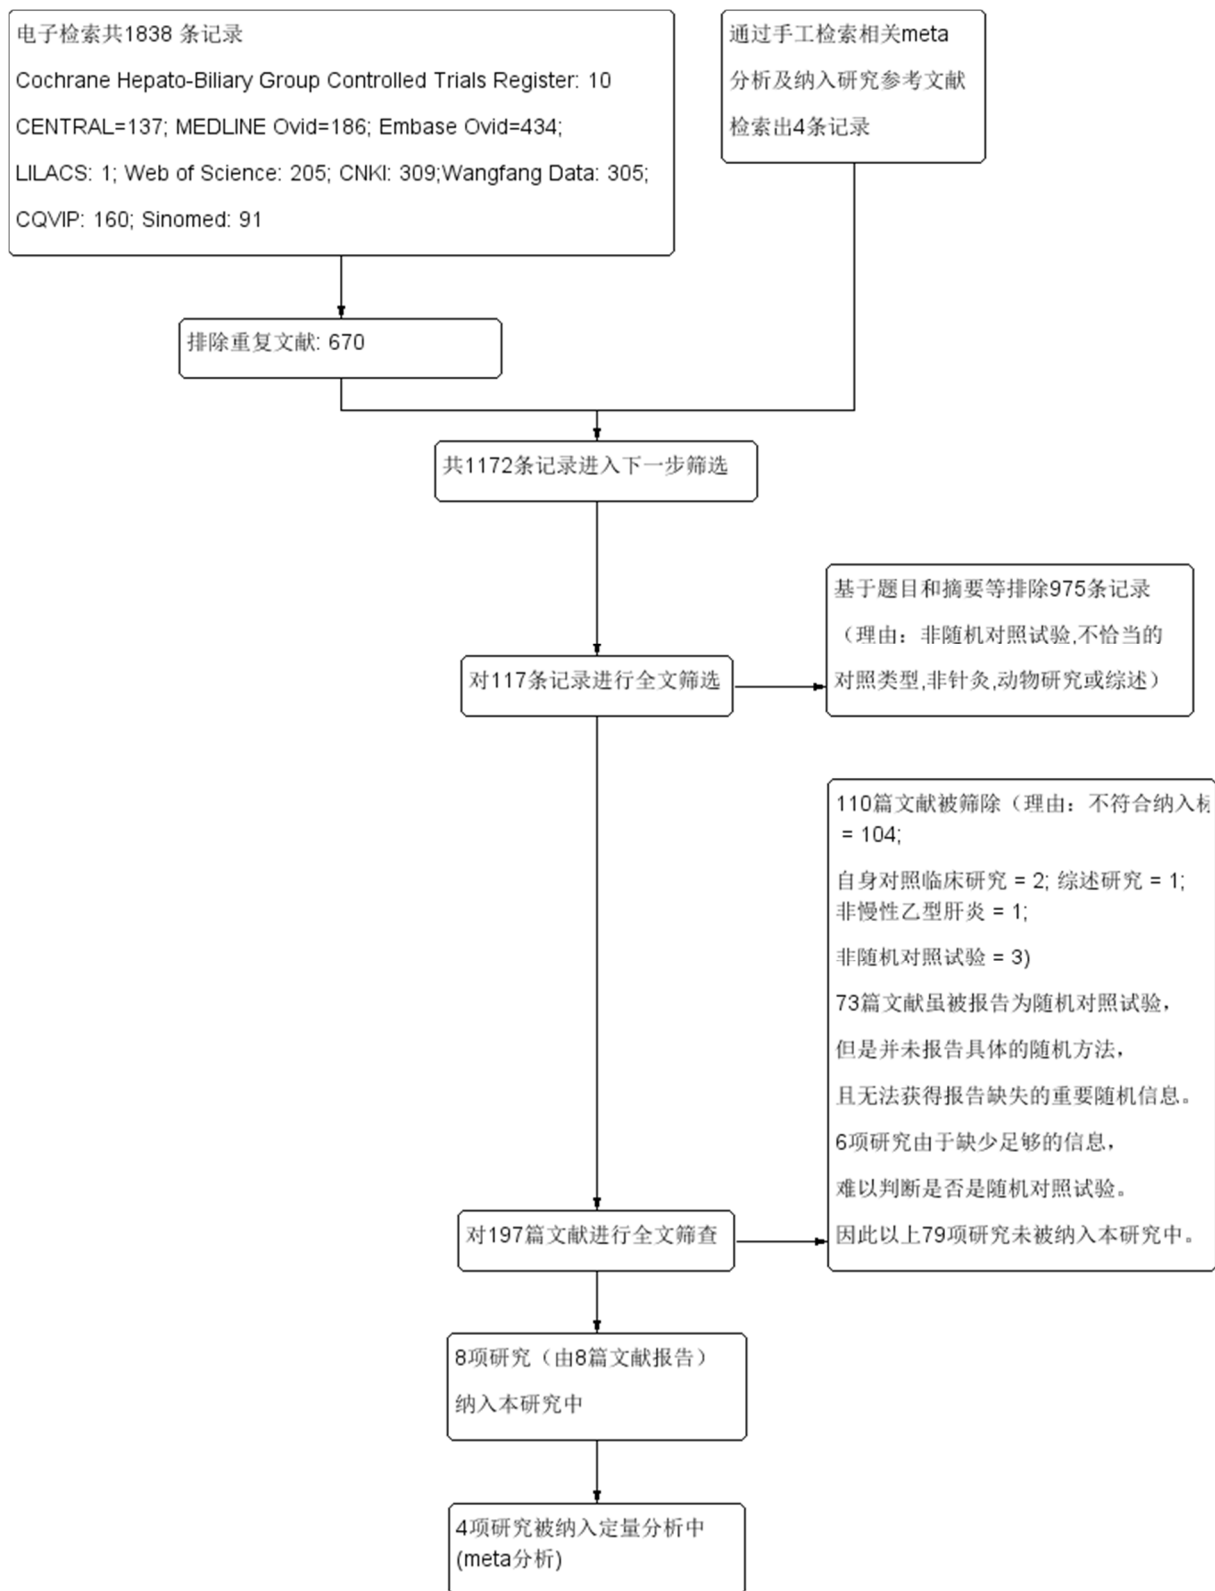 电子检索共1838 条记录
Cochrane Hepato-Biliary Group Controlled Trials Register: 10
CENTRAL=137; MEDLINE Ovid=186; Embase Ovid=434;
LILACS: 1; Web of Science: 205; CNKI: 309;Wangfang Data: 305;
CQVIP: 160; Sinomed: 91
通过手工检索相关meta
分析及纳入研究参考文献
检索出4条记录
排除重复文献: 670
共1172条记录进入下一步筛选
基于题目和摘要等排除975条记录
（理由：非随机对照试验,不恰当的
对照类型,非针灸,动物研究或综述）
对117条记录进行全文筛选
110篇文献被筛除（理由：不符合纳入标
= 104;
自身对照临床研究 = 2; 综述研究 = 1;
非慢性乙型肝炎 = 1;
非随机对照试验 = 3)
73篇文献虽被报告为随机对照试验，
但是并未报告具体的随机方法，
且无法获得报告缺失的重要随机信息。
6项研究由于缺少足够的信息，
难以判断是否是随机对照试验。
因此以上79项研究未被纳入本研究中。
对197篇文献进行全文筛查
8项研究（由8篇文献报告）
纳入本研究中
4项研究被纳入定量分析中
(meta分析)